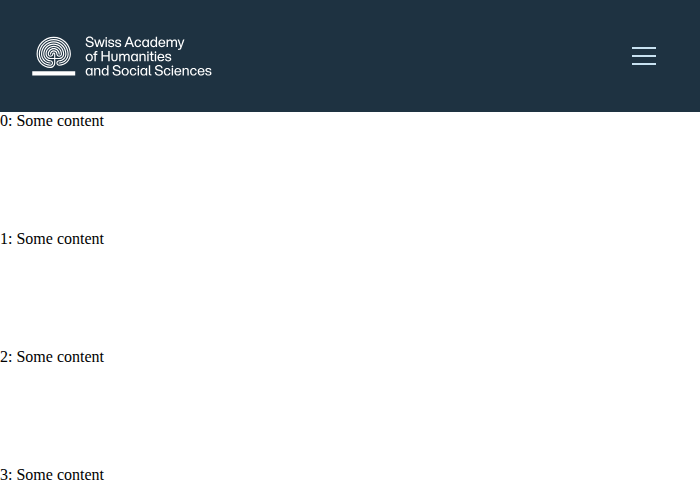 Swiss Academy
of Humanities
and Social Sciences
0: Some content
1: Some content
2: Some content
3: Some content